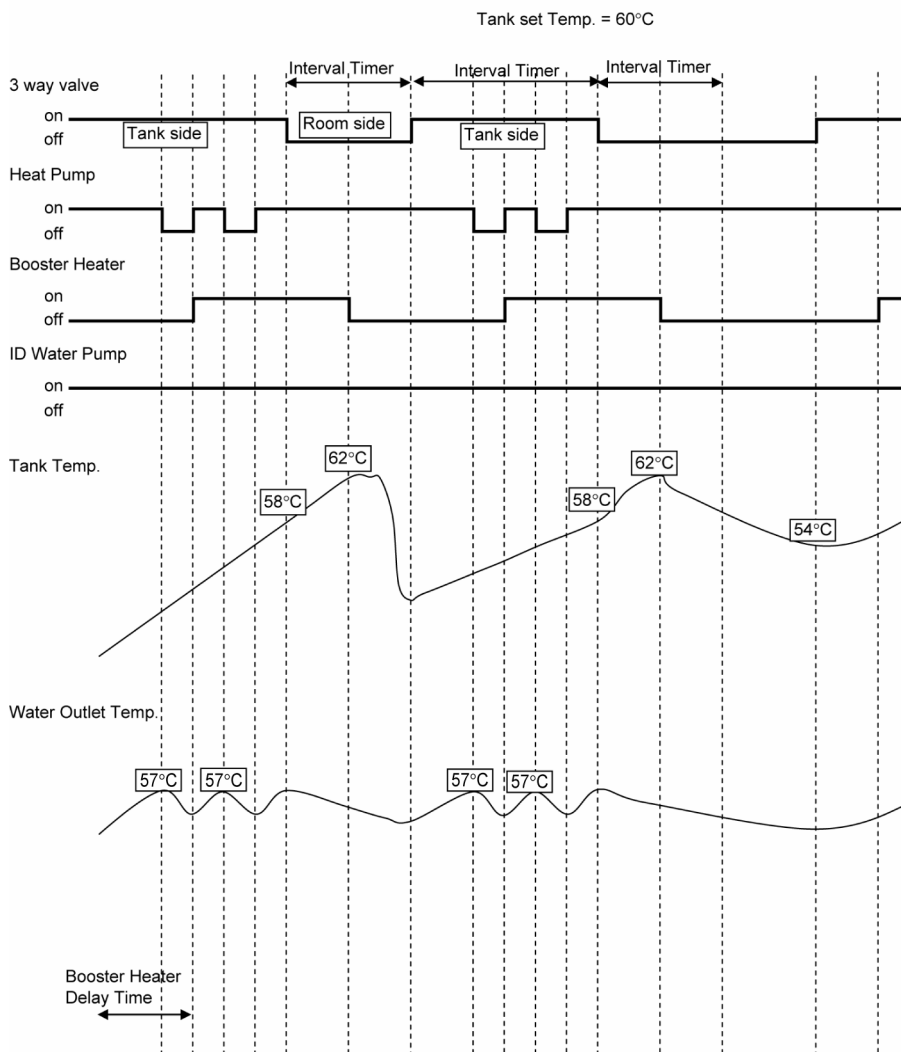 Tank set Temp. = 60°C
Interval Timer Interval Timer Interval Timer
3 way valve
on
off
Tank side Room side Tank side
Heat Pump
on
off
Booster Heater
on
off
ID Water Pump
on
off
Tank Temp.
62°C 62°C
58°C 58°C
54°C
Water Outlet Temp.
57°C 57°C 57°C 57°C
Booster Heater
Delay Time